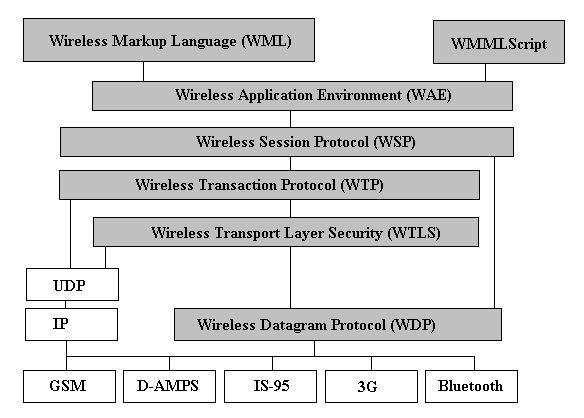 Wireless Markup Language (WML)
WMMLScript
Wireless Application Environment (WAE)
Wireless Session Protocol (WSP)
Wireless Transaction Protocol (WTP)
Wireless Transport Layer Security (WTLS)
UDP
IP
Wireless Datagram Protocol (WDP)
GSM
D-AMPS
IS-95
3G
Bluetooth